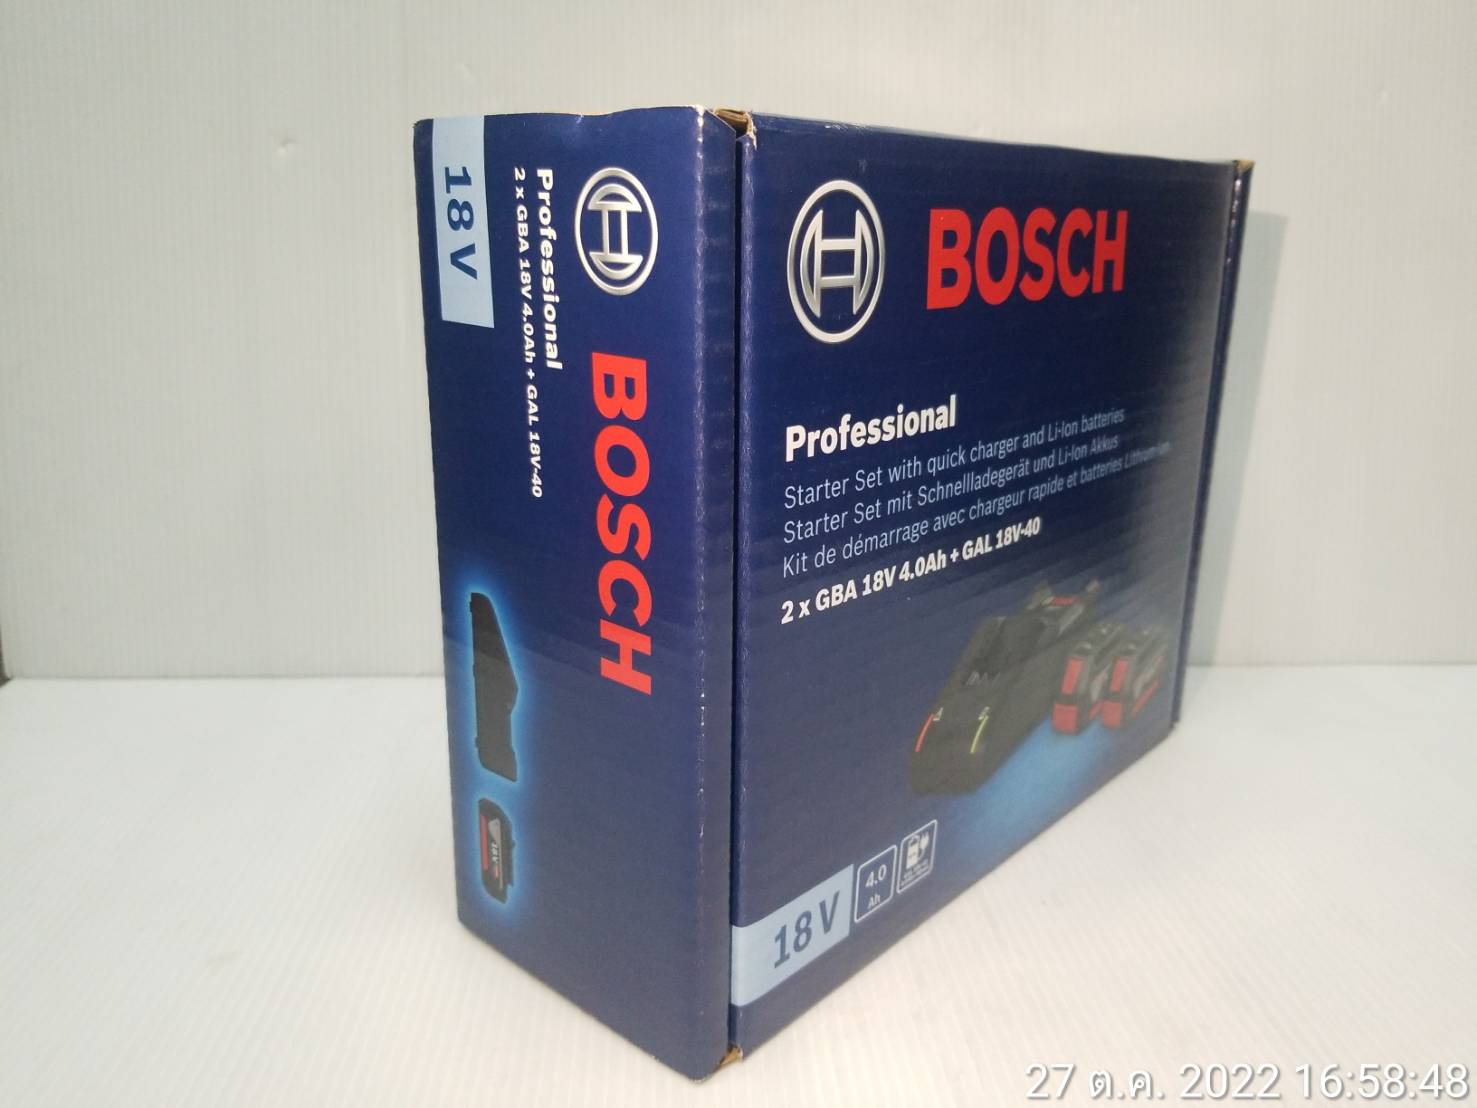 18V
Professional
2 x GBA 18V 4.0Ah + GAL 18V-40
BOSCH
18V
BOSCH
Professional
Starter Set with quick charger and Li-Ion batteries
Starter Set mit Schnellladegerät und Li-Ion Akkus
Kit de démarrage avec chargeur rapide et batteries Lithium-ion
2 x GBA 18V 4.0Ah + GAL 18V-40
18V
4.0
Ah
27 ต.ค. 2022 16:58:48